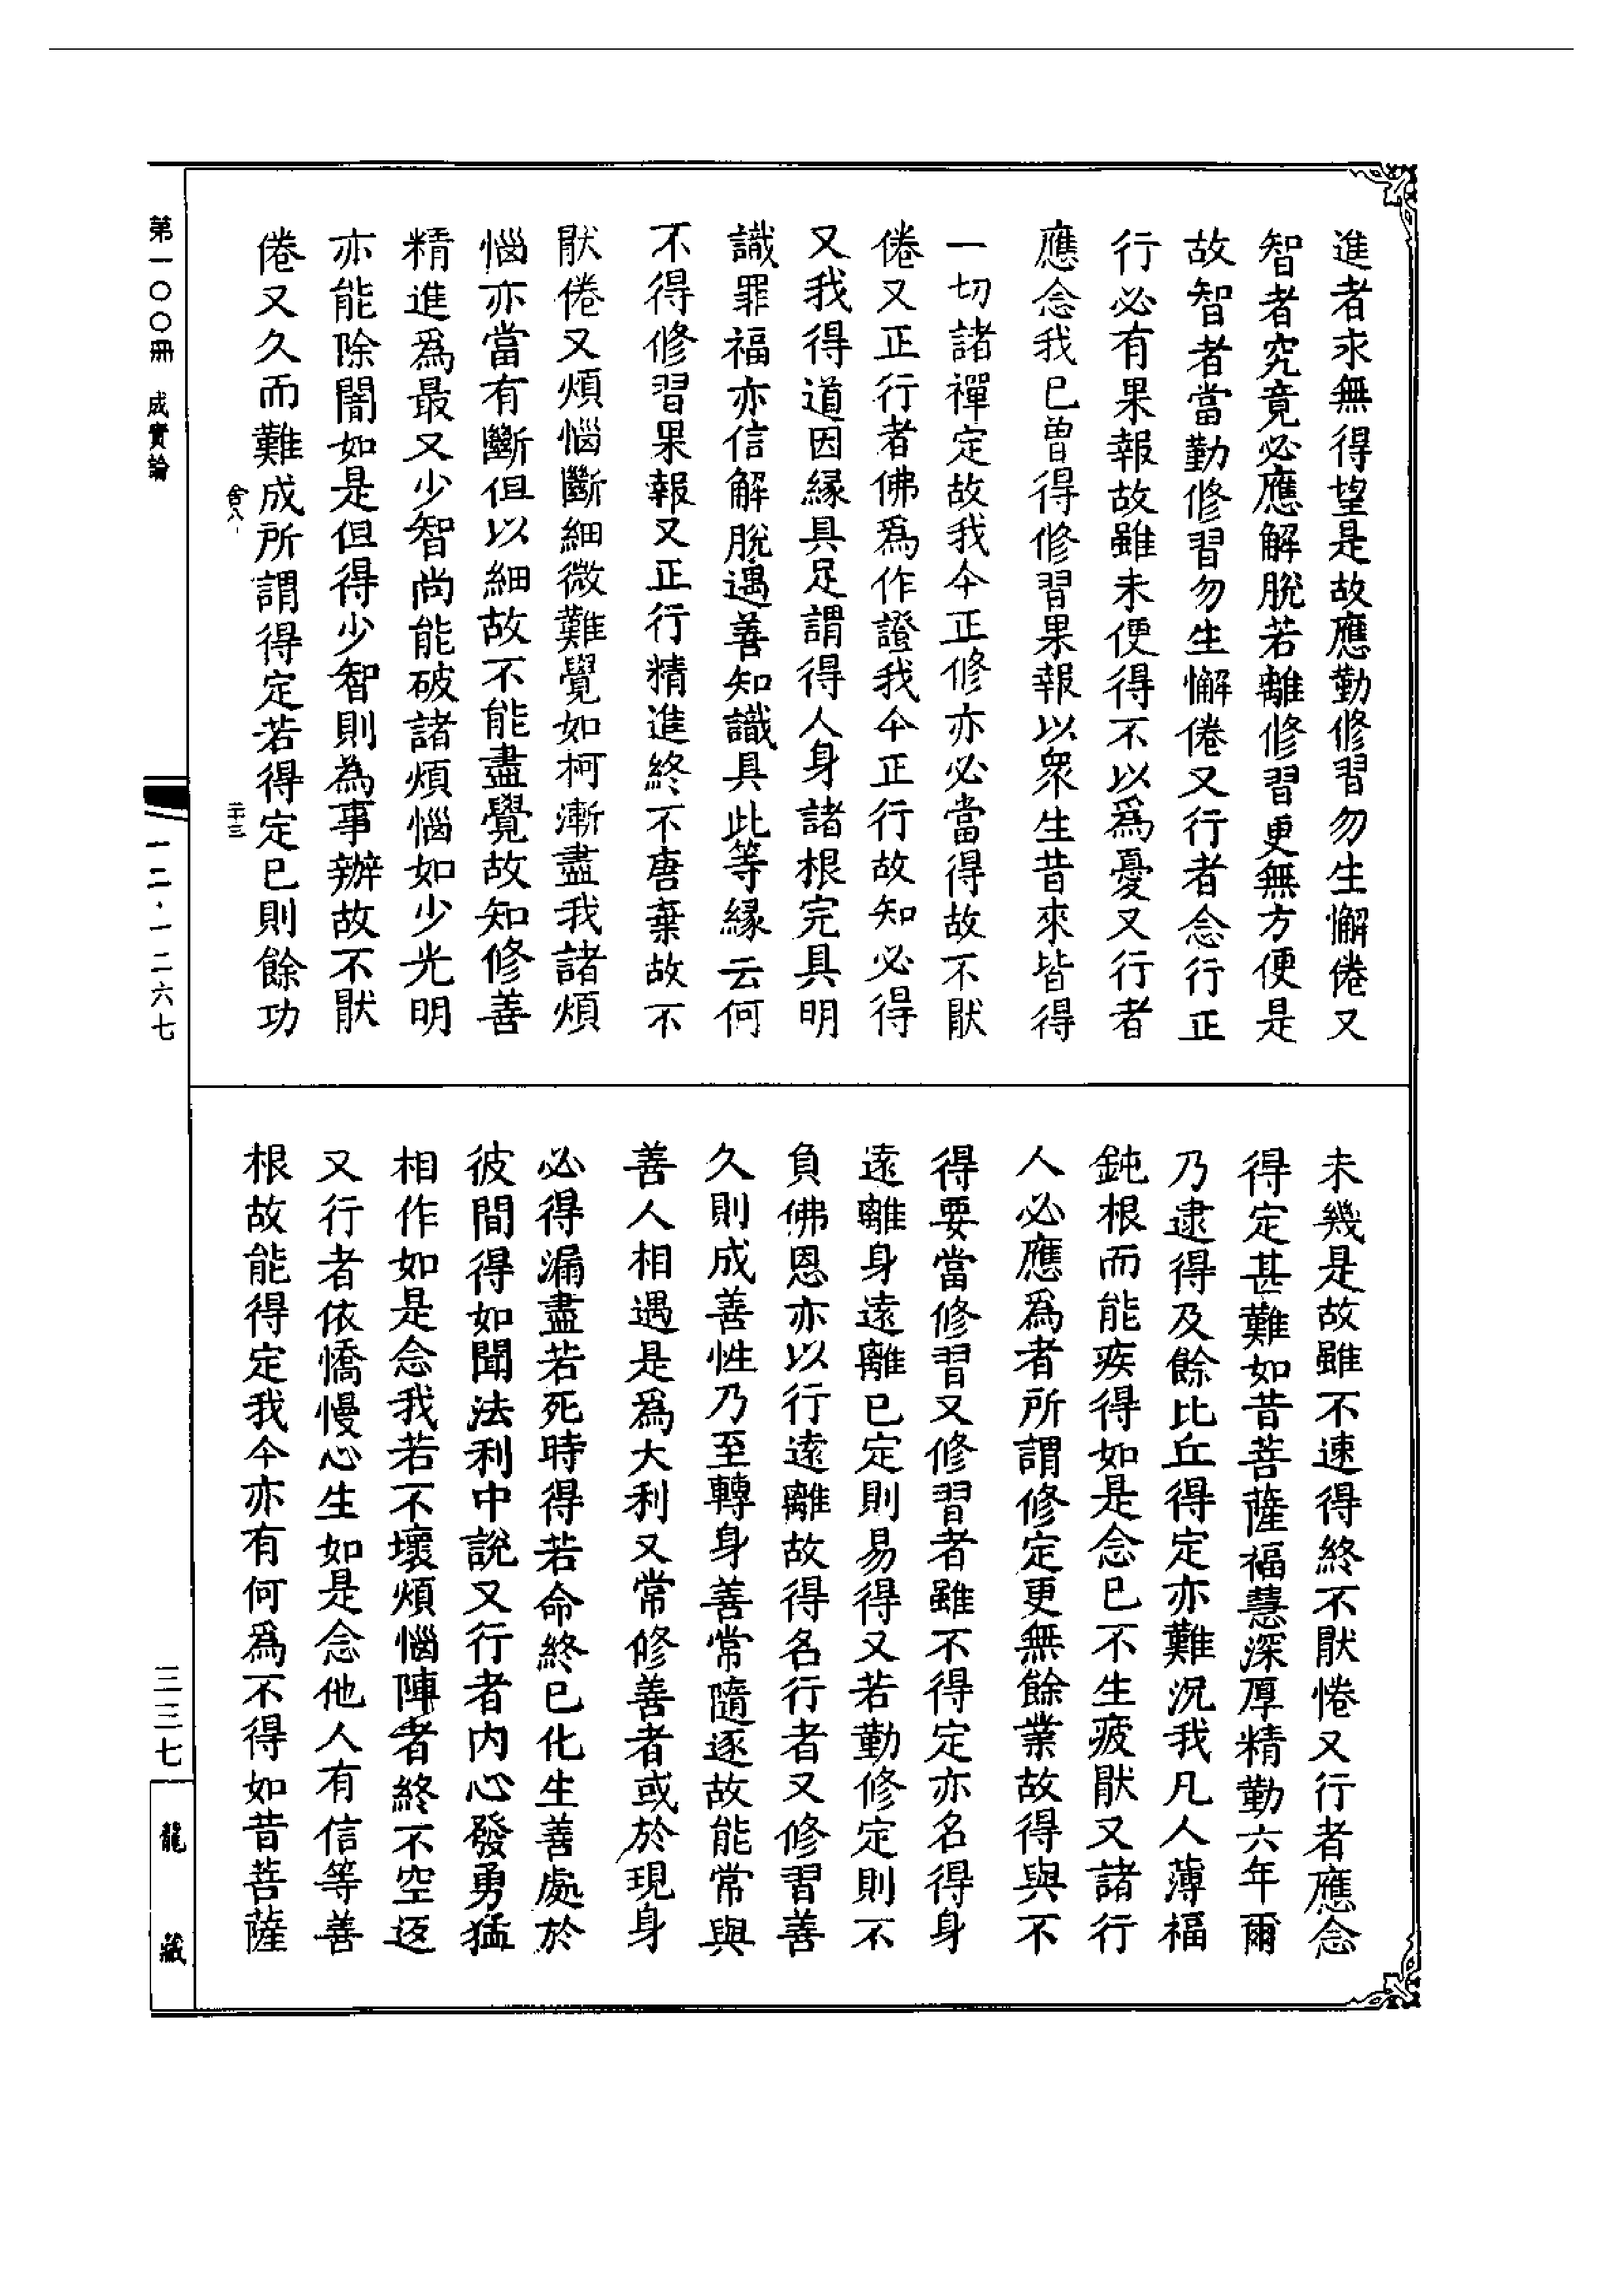 進者求無得望是故應勤修習勿生懈倦又
智者究竟必應解脫若離修習更無方便是
故智者當勤修習勿生懈倦又行者念行正
行必有果報故雖未便得不以爲憂又行者
應念我已曾得修習果報以衆生昔來皆得
一切諸禪定故我今正修亦必當得故不猒
倦又正行者佛爲作證我今正行故知必得
又我得道因緣具足謂得人身諸根完具明
識罪福亦信解脫遇善知識具此等緣云何
不得修習果報又正行精進終不唐棄故不
猒倦又煩惱斷細微難覺如柯漸盡我諸煩
惱亦當有斷但以細故不能盡覺故知修善
精進爲最又少智尚能破諸煩惱如少光明
亦能除闇如是但得少智則為事辦故不猒
倦又久而難成所謂得定若得定已則餘功
未幾是故雖不速得終不猒惓又行者應念
得定甚難如昔菩薩福慧深厚精勤六年爾
乃逮得及餘比丘得定亦難況我凡人薄福
鈍根而能疾得如是念已不生疲猒又諸行
人必應爲者所謂修定更無餘業故得與不
得要當修習又修習者雖不得定亦名得身
遠離身遠離已定則易得又若勤修定則不
負佛恩亦以行遠離故得名行者又修習善
久則成善性乃至轉身善常隨逐故能常與
善人相遇是爲大利又常修善者或於現身
必得漏盡若死時得若命終已化生善處於
彼間得如聞法利中說又行者內心發勇猛
相作如是念我若不壞煩惱陣者終不空返
又行者依憍慢心生如是念他人有信等善
根故能得定我今亦有何爲不得如昔菩薩
第一〇〇冊 成實論
舍八
二十三
一二·一二六七
三三七
龍藏